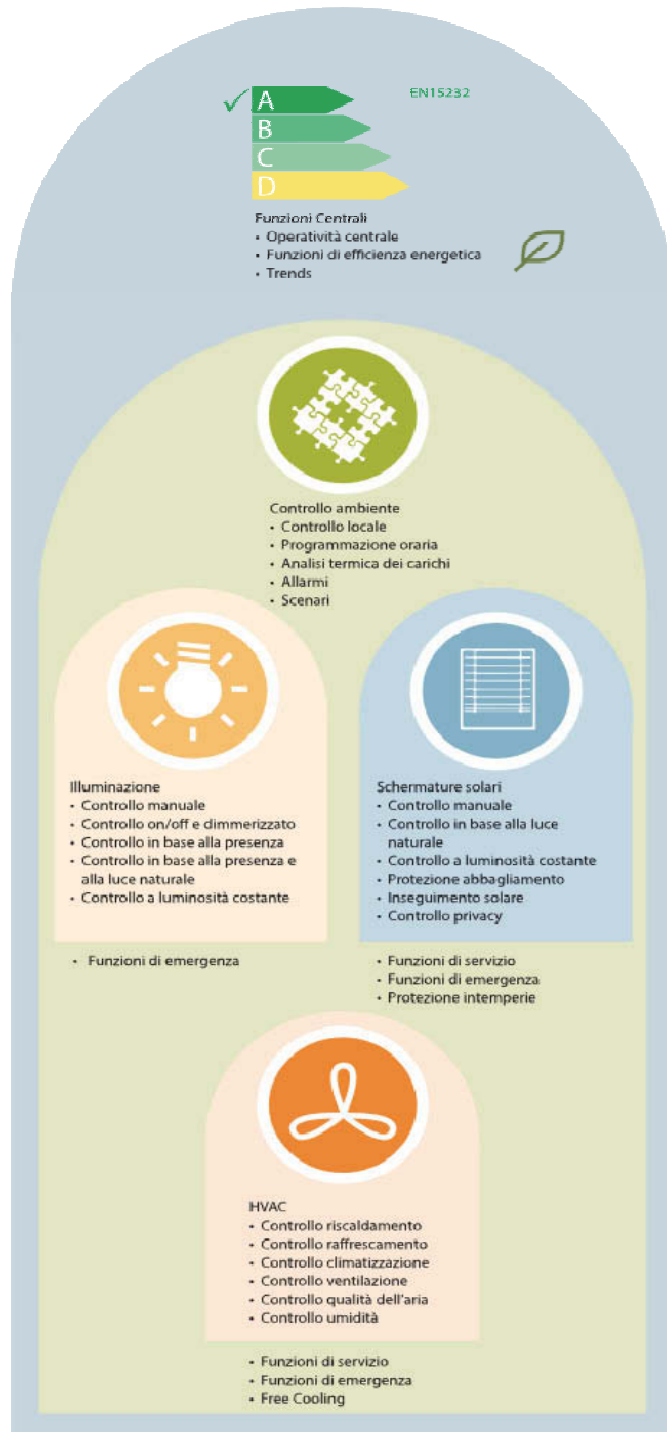 EN15232
A
B
C
D
Funzioni Centrali
• Operatività centrale
• Funzioni di efficienza energetica
• Trends
Controllo ambiente
• Controllo locale
• Programmazione oraria
• Analisi termica dei carichi
• Allarmi
• Scenari
Illuminazione
• Controllo manuale
• Controllo on/off e dimmerizzato
• Controllo in base alla presenza
• Controllo in base alla presenza e
alla luce naturale
• Controllo a luminosità costante
• Funzioni di emergenza
Schermature solari
• Controllo manuale
• Controllo in base alla luce
naturale
• Controllo a luminosità costante
• Protezione abbagliamento
• Inseguimento solare
• Controllo privacy
• Funzioni di servizio
• Funzioni di emergenza
• Protezione intemperie
HVAC
• Controllo riscaldamento
• Controllo raffrescamento
• Controllo climatizzazione
• Controllo ventilazione
• Controllo qualità dell'aria
• Controllo umidità
• Funzioni di servizio
• Funzioni di emergenza
• Free Cooling